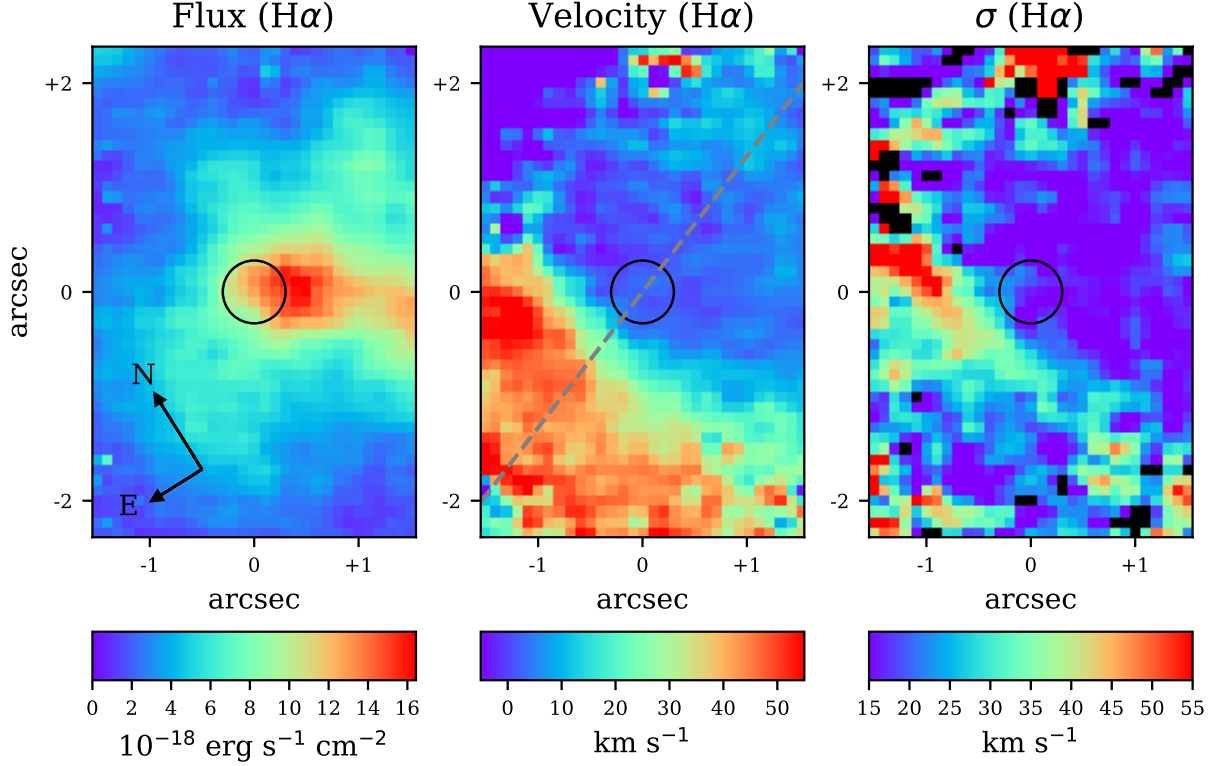 Flux (Hα) Velocity (Hα) σ (Hα)
+2 +2 +2
arcsec
0 0 0
N
E
-2 -2 -2
-1 0 +1 -1 0 +1 -1 0 +1
arcsec arcsec arcsec
0 2 4 6 8 10 12 14 16 0 10 20 30 40 50 15 20 25 30 35 40 45 50 55
10⁻¹⁸ erg s⁻¹ cm⁻² km s⁻¹ km s⁻¹